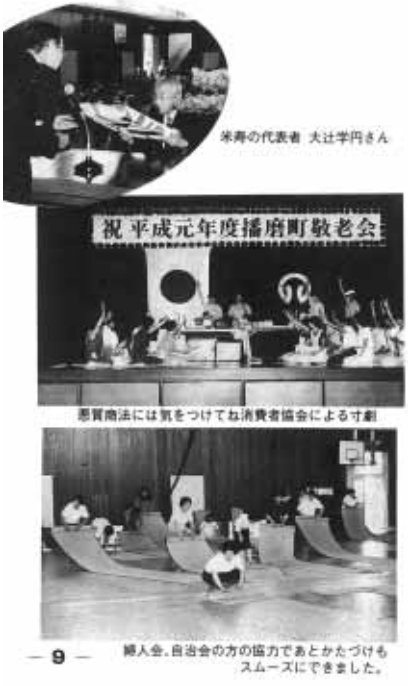 米寿の代表者 大辻学円さん
祝 平成元年度播磨町敬老会
悪質商法には気をつけてね消費者協会による寸劇
婦人会、自治会の方の協力であとかたづけも
スムーズにできました。
— 9 —